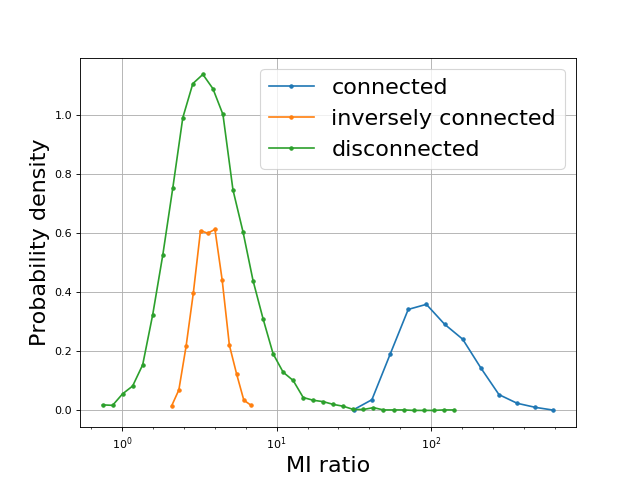 connected
inversely connected
disconnected
Probability density
1.0
0.8
0.6
0.4
0.2
0.0
10⁰
10¹
10²
MI ratio